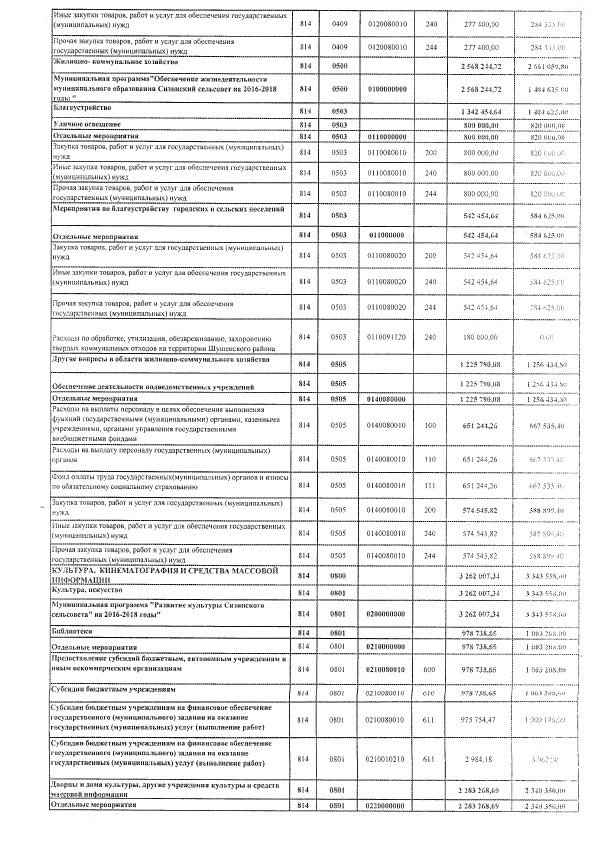 Иные закупки товаров, работ и услуг для обеспечения государственных
(муниципальных) нужд 814 0409 0120080010 240 277 400,00 284 335,00
Прочая закупка товаров, работ и услуг для обеспечения
государственных (муниципальных) нужд 814 0409 0120080010 244 277 400,00 284 335,00
Жилищно- коммунальное хозяйство 814 0500 2 568 244,72 2 661 059,80
Муниципальная программа"Обеспечение жизнедеятельности
муниципального образования Сизинский сельсовет на 2016-2018
годы " 814 0500 0100000000 2 568 244,72 1 404 625,00
Благоустройство 814 0503 1 342 454,64 1 404 625,00
Уличное освещение 814 0503 800 000,00 820 000,00
Отдельные мероприятия 814 0503 0110000000 800 000,00 820 000,00
Закупка товаров, работ и услуг для государственных (муниципальных)
нужд 814 0503 0110080010 200 800 000,00 820 000,00
Иные закупки товаров, работ и услуг для обеспечения государственных
(муниципальных) нужд 814 0503 0110080010 240 800 000,00 820 000,00
Прочая закупка товаров, работ и услуг для обеспечения
государственных (муниципальных) нужд 814 0503 0110080010 244 800 000,00 820 000,00
Мероприятия по благоустройству городских и сельских поселений 814 0503 542 454,64 584 625,00
Отдельные мероприятия 814 0503 011000000 542 454,64 584 625,00
Закупка товаров, работ и услуг для государственных (муниципальных)
нужд 814 0503 0110080020 200 542 454,64 584 625,00
Иные закупки товаров, работ и услуг для обеспечения государственных
(муниципальных) нужд 814 0503 0110080020 240 542 454,64 584 625,00
Прочая закупка товаров, работ и услуг для обеспечения
государственных (муниципальных) нужд 814 0503 0110080020 244 542 454,64 584 625,00
Расходы по обработке, утилизации, обезвреживанию, захоронению
твердых коммунальных отходов на территории Шушенского района 814 0503 0110091120 240 180 000,00 0,00
Другие вопросы в области жилищно-коммунального хозяйства 814 0505 1 225 790,08 1 256 434,80
Обеспечение деятельности подведомственных учреждений 814 0505 1 225 790,08 1 256 434,80
Отдельные мероприятия 814 0505 0140080000 1 225 790,08 1 256 434,80
Расходы на выплаты персоналу в целях обеспечения выполнения
функций государственными (муниципальными) органами, казенными
учреждениями, органами управления государственными
внебюджетными фондами 814 0505 0140080010 100 651 244,26 667 535,40
Расходы на выплату персоналу государственных (муниципальных)
органов 814 0505 0140080010 110 651 244,26 667 535,40
Фонд оплаты труда государственных(муниципальных) органов и взносы
по обязательному социальному страхованию 814 0505 0140080010 111 651 244,26 667 535,40
Закупка товаров, работ и услуг для государственных (муниципальных)
нужд 814 0505 0140080010 200 574 545,82 588 899,40
Иные закупки товаров, работ и услуг для обеспечения государственных
(муниципальных) нужд 814 0505 0140080010 240 574 545,82 588 899,40
Прочая закупка товаров, работ и услуг для обеспечения
государственных (муниципальных) нужд 814 0505 0140080010 244 574 545,82 588 899,40
КУЛЬТУРА, КИНЕМАТОГРАФИЯ И СРЕДСТВА МАССОВОЙ
ИНФОРМАЦИИ 814 0800 3 262 007,34 3 343 558,00
Культура, искусство 814 0801 3 262 007,34 3 343 558,00
Муниципальная программа "Развитие культуры Сизинского
сельсовета" на 2016-2018 годы" 814 0801 0200000000 3 262 007,34 3 343 558,00
Библиотеки 814 0801 978 738,65 1 003 208,00
Отдельные мероприятия 814 0801 0210000000 978 738,65 1 003 208,00
Предоставление субсидий бюджетным, автономным учреждениям и
иным некоммерческим организациям 814 0801 0210080010 600 978 738,65 1 003 208,00
Субсидии бюджетным учреждениям 814 0801 0210080010 610 978 738,65 1 003 208,00
Субсидии бюджетным учреждениям на финансовое обеспечение
государственного (муниципального) задания на оказание
государственных (муниципальных) услуг (выполнение работ) 814 0801 0210080010 611 975 754,47 1 000 146,00
Субсидии бюджетным учреждениям на финансовое обеспечение
государственного (муниципального) задания на оказание
государственных (муниципальных) услуг (выполнение работ) 814 0801 0210010210 611 2 984,18 3 062,00
Дворцы и дома культуры, другие учреждения культуры и средств
массовой информации 814 0801 2 283 268,69 2 340 350,00
Отдельные мероприятия 814 0801 0220000000 2 283 268,69 2 340 350,00